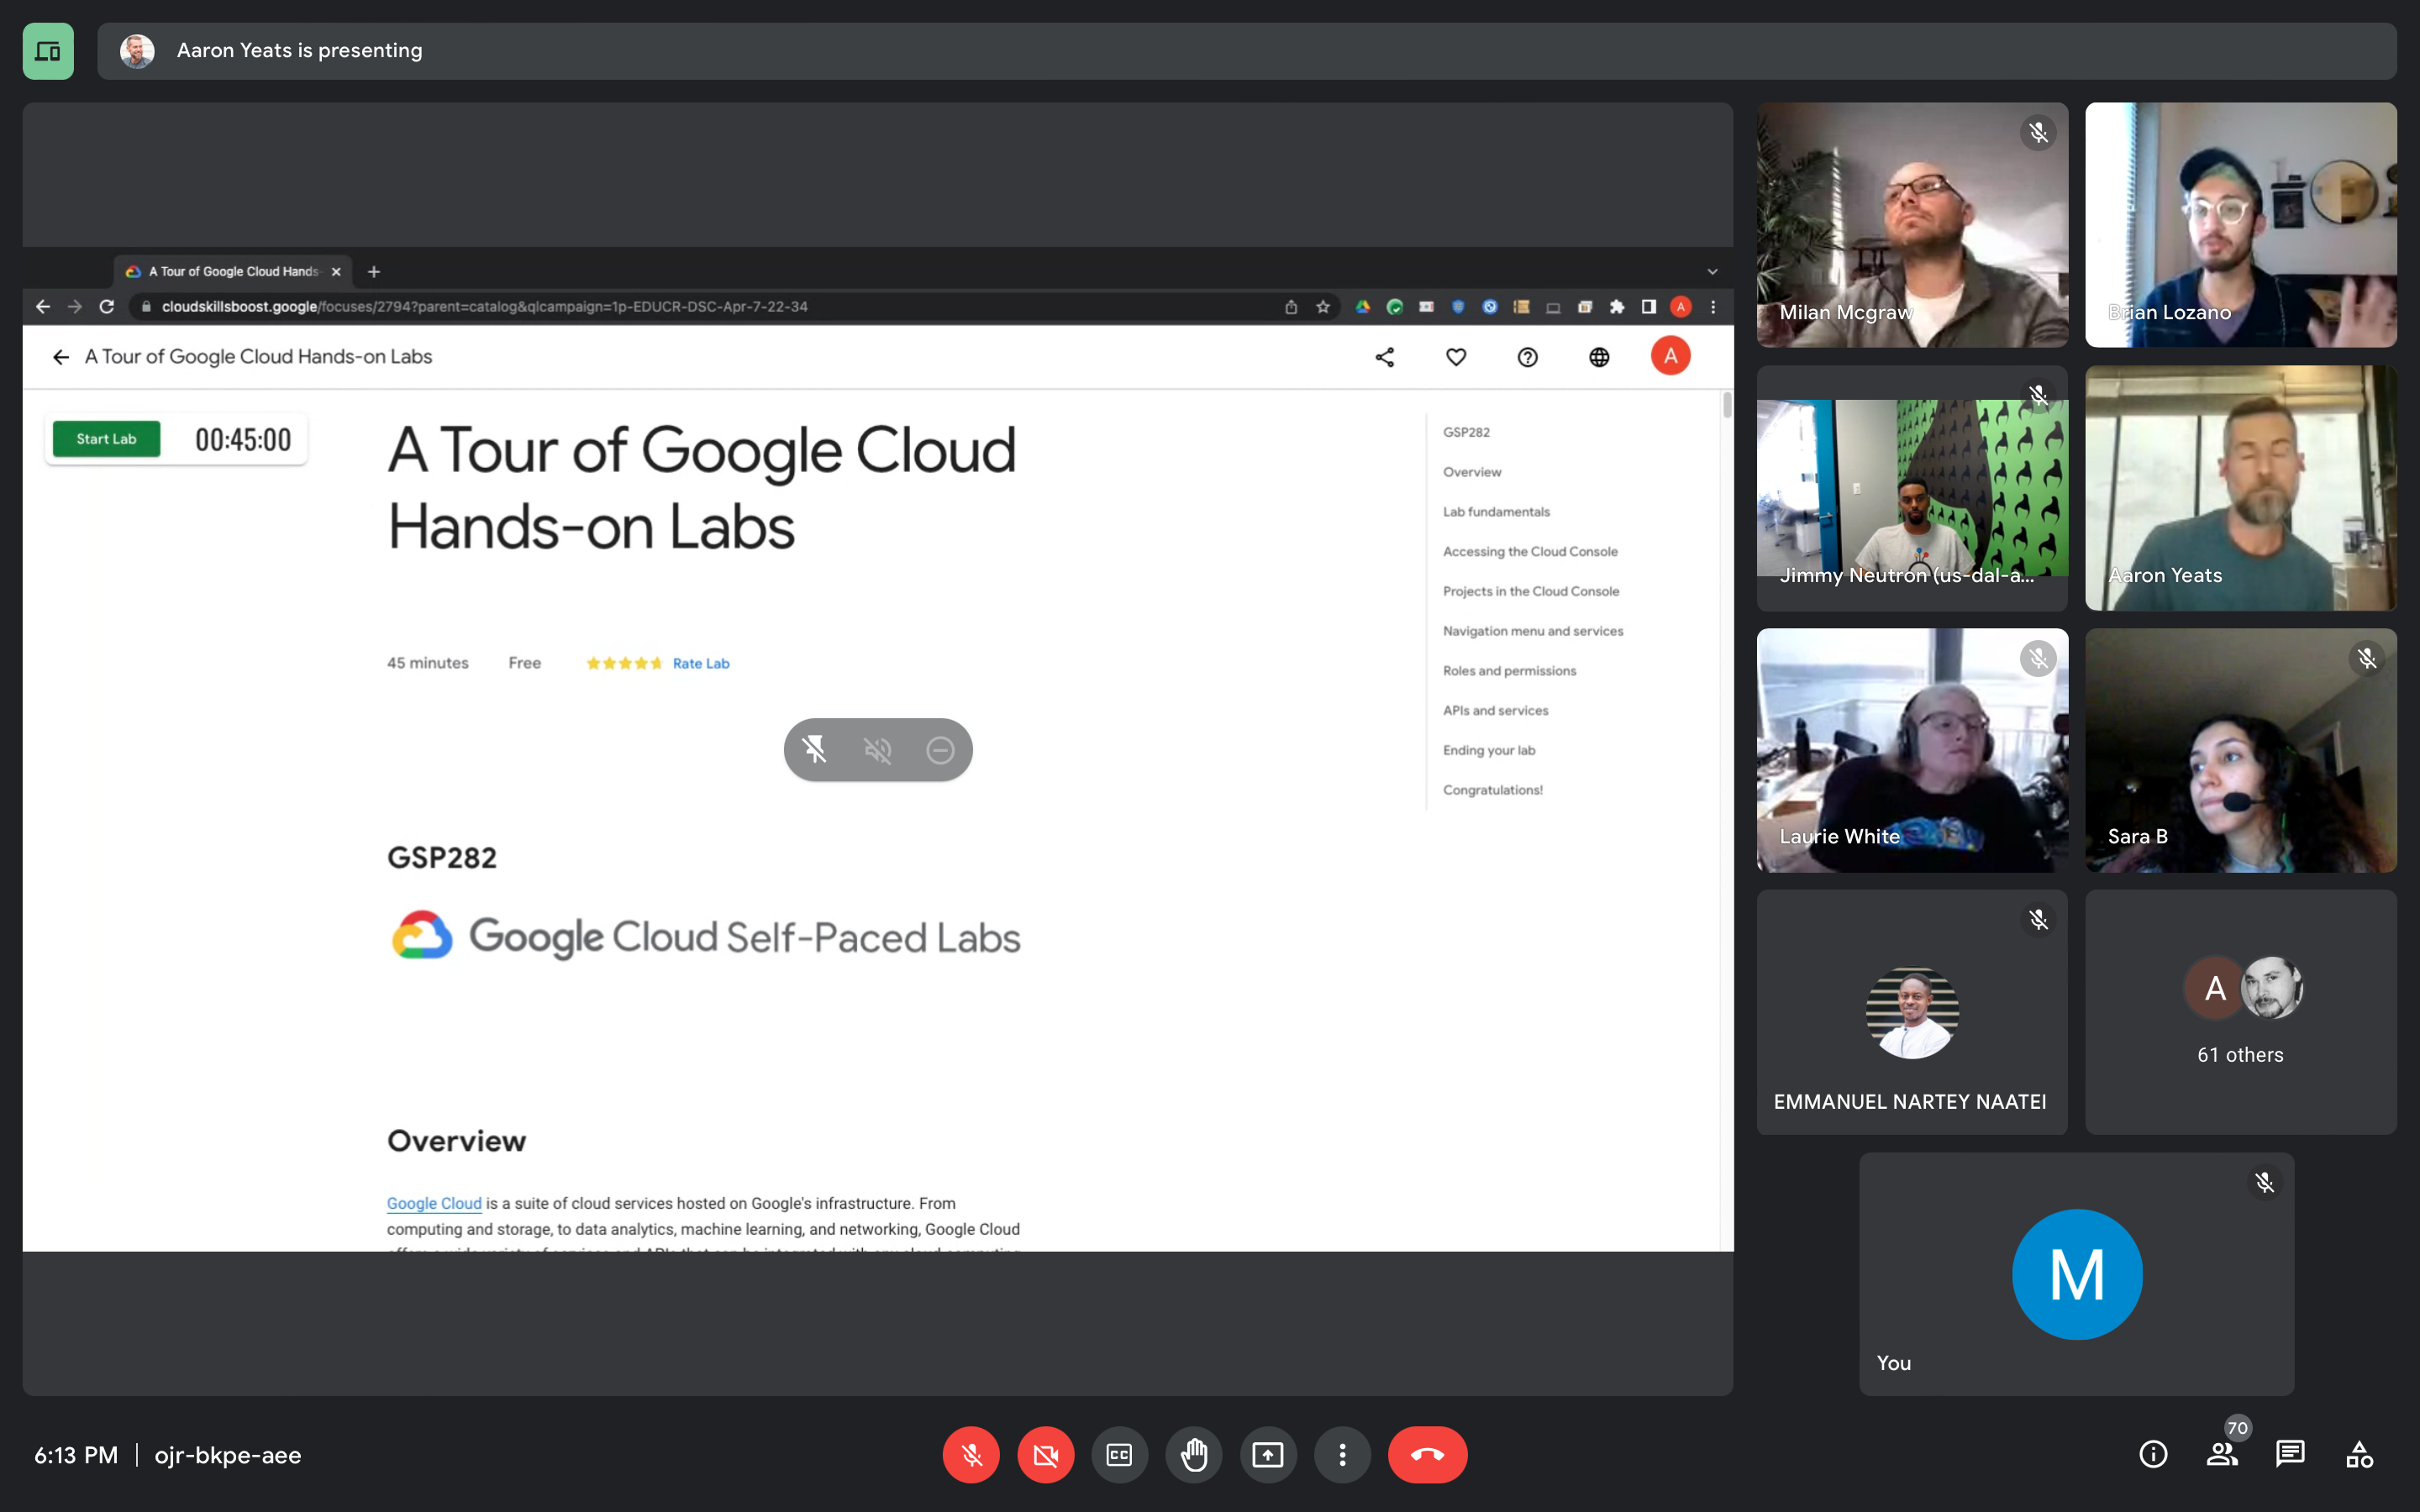 Aaron Yeats is presenting
A Tour of Google Cloud Hands-
cloudskillsboost.google/focuses/2794?parent=catalog&qlcampaign=1p-EDUCR-DSC-Apr-7-22-34
A
A Tour of Google Cloud Hands-on Labs
A
Start Lab
00:45:00
A Tour of Google Cloud
Hands-on Labs
45 minutes
Free
Rate Lab
GSP282
Google Cloud Self-Paced Labs
Overview
Google Cloud is a suite of cloud services hosted on Google's infrastructure. From
computing and storage, to data analytics, machine learning, and networking, Google Cloud
GSP282
Overview
Lab fundamentals
Accessing the Cloud Console
Projects in the Cloud Console
Navigation menu and services
Roles and permissions
APIs and services
Ending your lab
Congratulations!
Milan Mcgraw
Brian Lozano
Jimmy Neutron (us-dal-a...
Aaron Yeats
Laurie White
Sara B
EMMANUEL NARTEY NAATEI
A
61 others
M
You
6:13 PM
ojr-bkpe-aee
CC
70